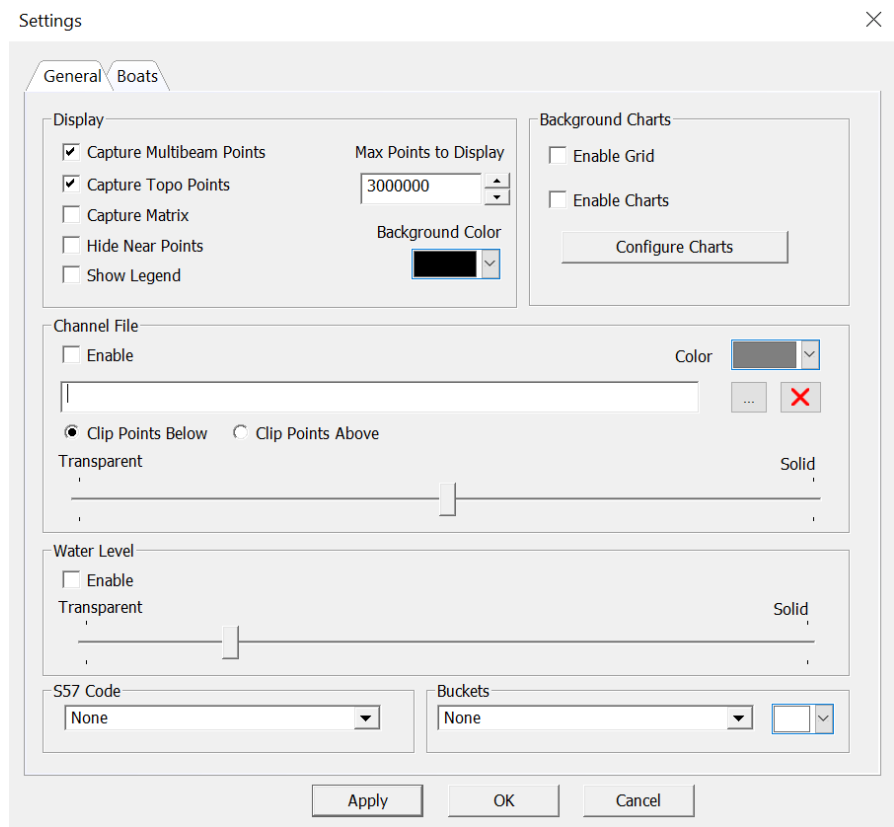 Settings
General Boats
Display
Capture Multibeam Points
Capture Topo Points
Capture Matrix
Hide Near Points
Show Legend
Max Points to Display
3000000
Background Color
Background Charts
Enable Grid
Enable Charts
Configure Charts
Channel File
Enable
Color
...
Clip Points Below Clip Points Above
Transparent Solid
Water Level
Enable
Transparent Solid
S57 Code
None
Buckets
None
Apply OK Cancel